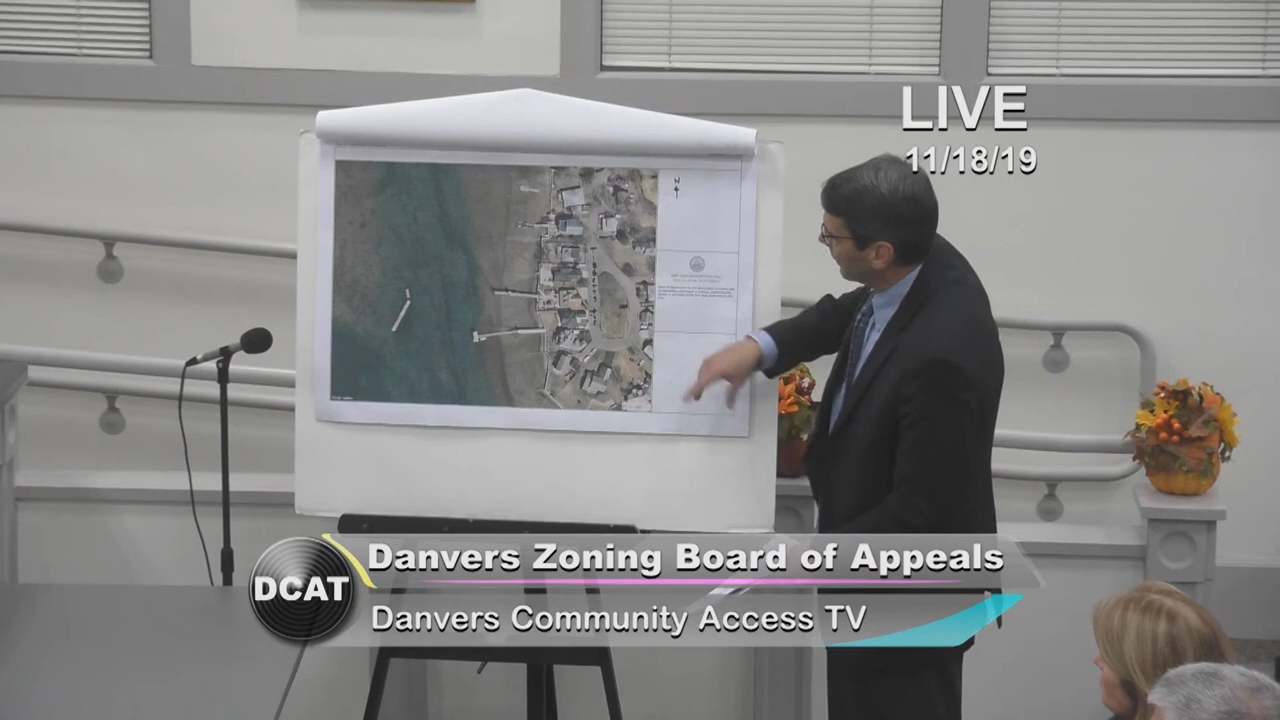 LIVE
11/18/19
Z
DCAT
Danvers Zoning Board of Appeals
Danvers Community Access TV